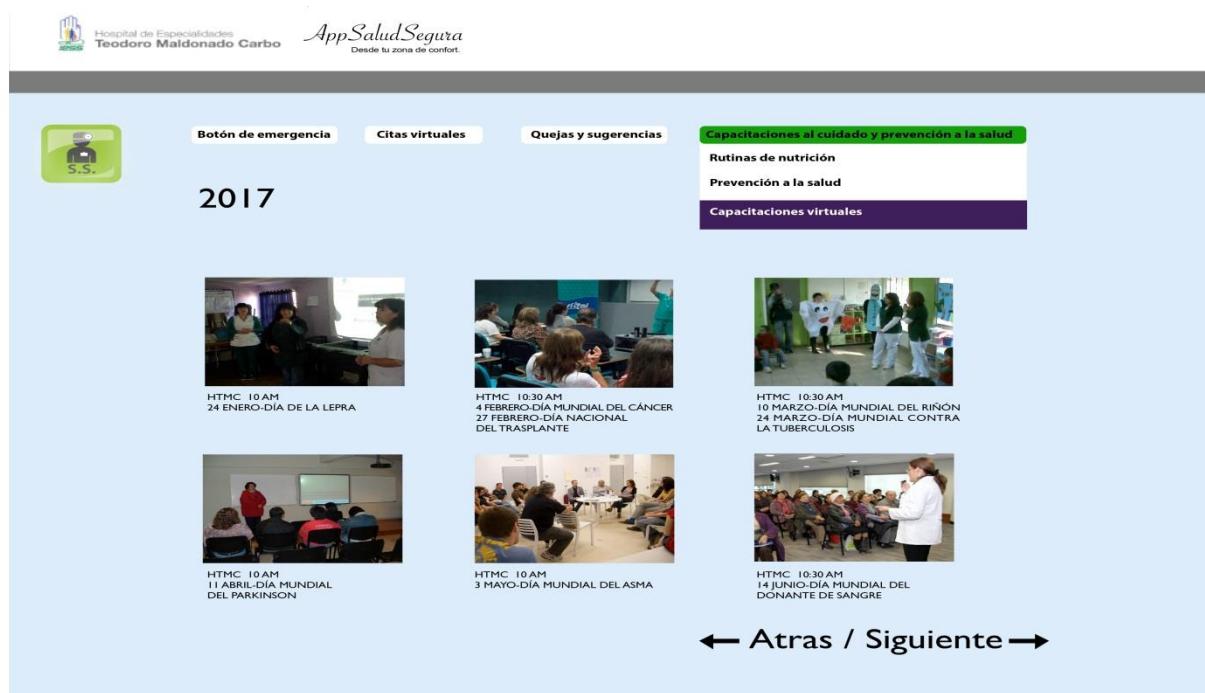 Hospital de Especialidades
Teodoro Maldonado Carbo
AppSaludSegura
Desde tu zona de confort.
S.S.
Botón de emergencia
Citas virtuales
Quejas y sugerencias
Capacitaciones al cuidado y prevención a la salud
Rutinas de nutrición
Prevención a la salud
Capacitaciones virtuales
2017
HTMC 10 AM
24 ENERO-DÍA DE LA LEPRA
HTMC 10:30 AM
4 FEBRERO-DÍA MUNDIAL DEL CÁNCER
27 FEBRERO-DÍA NACIONAL
DEL TRASPLANTE
HTMC 10:30 AM
10 MARZO-DÍA MUNDIAL DEL RIÑÓN
24 MARZO-DÍA MUNDIAL CONTRA
LA TUBERCULOSIS
HTMC 10 AM
11 ABRIL-DÍA MUNDIAL
DEL PARKINSON
HTMC 10 AM
3 MAYO-DÍA MUNDIAL DEL ASMA
HTMC 10:30 AM
14 JUNIO-DÍA MUNDIAL DEL
DONANTE DE SANGRE
← Atras / Siguiente →